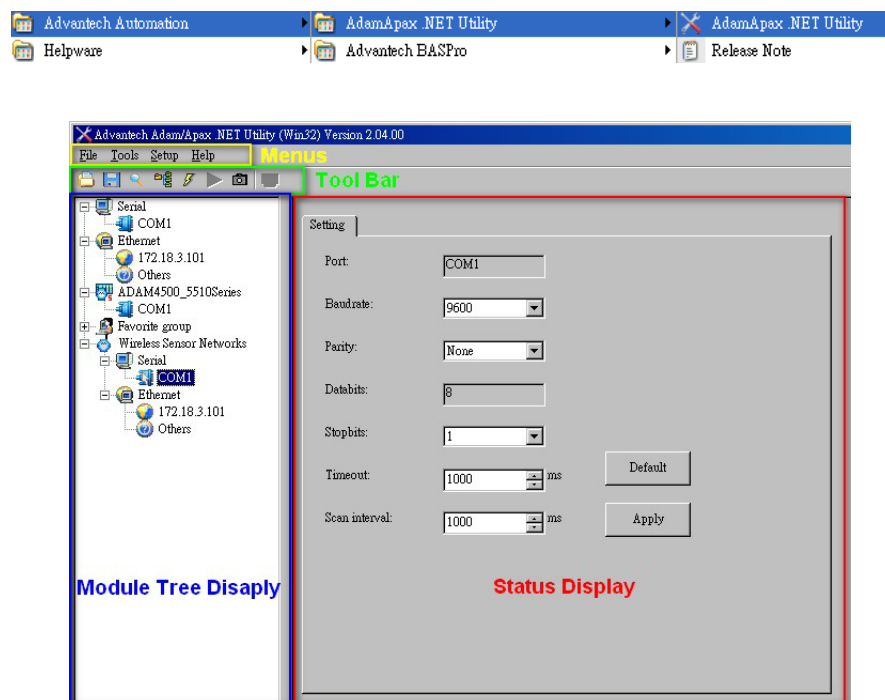 Advantech Automation AdamApax .NET Utility AdamApax .NET Utility
Helpware Advantech BASPro Release Note
Advantech Adam/Apax .NET Utility (Win32) Version 2.04.00
File Tools Setup Help Menus
Tool Bar
Serial
COM1
Ethernet
172.18.3.101
Others
ADAM4500_5510Series
COM1
Favorite group
Wireless Sensor Networks
Serial
COM1
Ethernet
172.18.3.101
Others
Module Tree Disaply
Setting
Port: COM1
Baudrate: 9600
Parity: None
Databits: 8
Stopbits: 1
Timeout: 1000 ms Default
Scan interval: 1000 ms Apply
Status Display